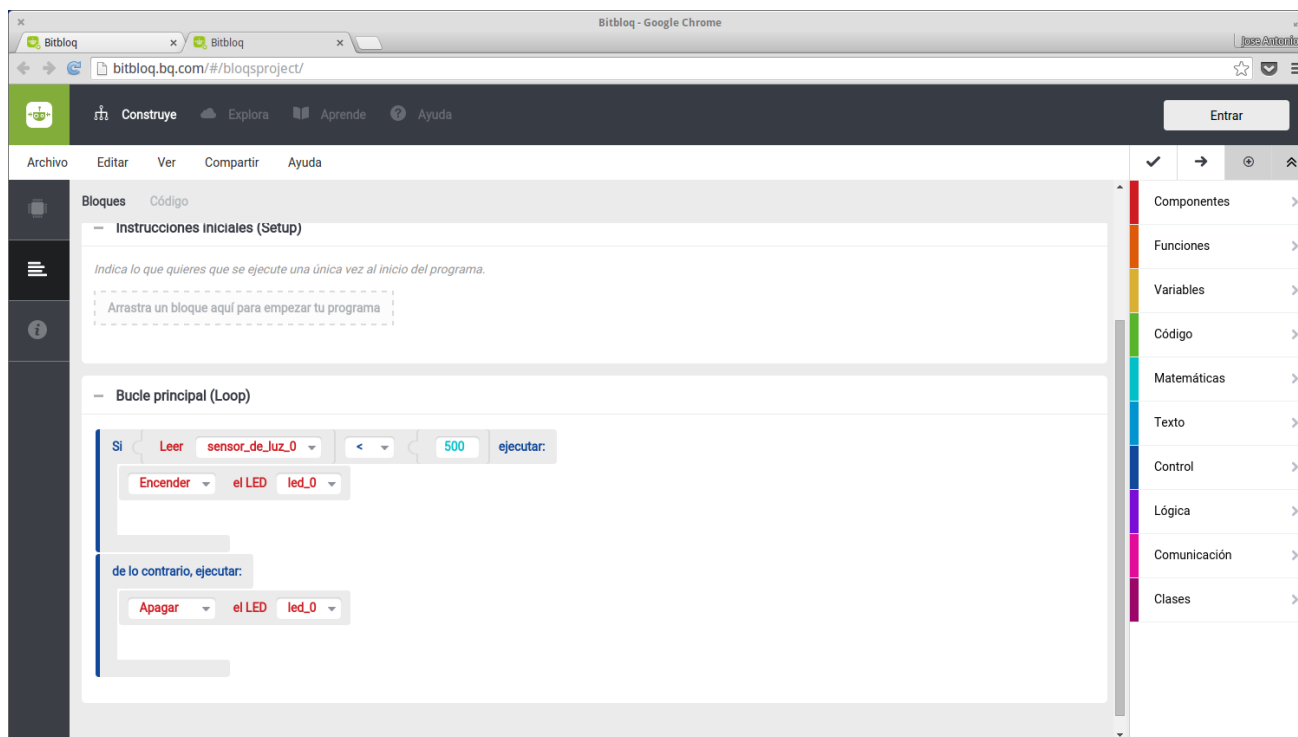 Bitbloq - Google Chrome
Bitbloq Bitbloq Jose Antonio
bitbloq.bq.com/#/bloqsproject/
Construye Explora Aprende Ayuda Entrar
Archivo Editar Ver Compartir Ayuda
Bloques Código
Instrucciones iniciales (Setup)
Indica lo que quieres que se ejecute una única vez al inicio del programa.
Arrastra un bloque aquí para empezar tu programa
Bucle principal (Loop)
Si Leer sensor_de_luz_0 < 500 ejecutar:
Encender el LED led_0
de lo contrario, ejecutar:
Apagar el LED led_0
Componentes
Funciones
Variables
Código
Matemáticas
Texto
Control
Lógica
Comunicación
Clases